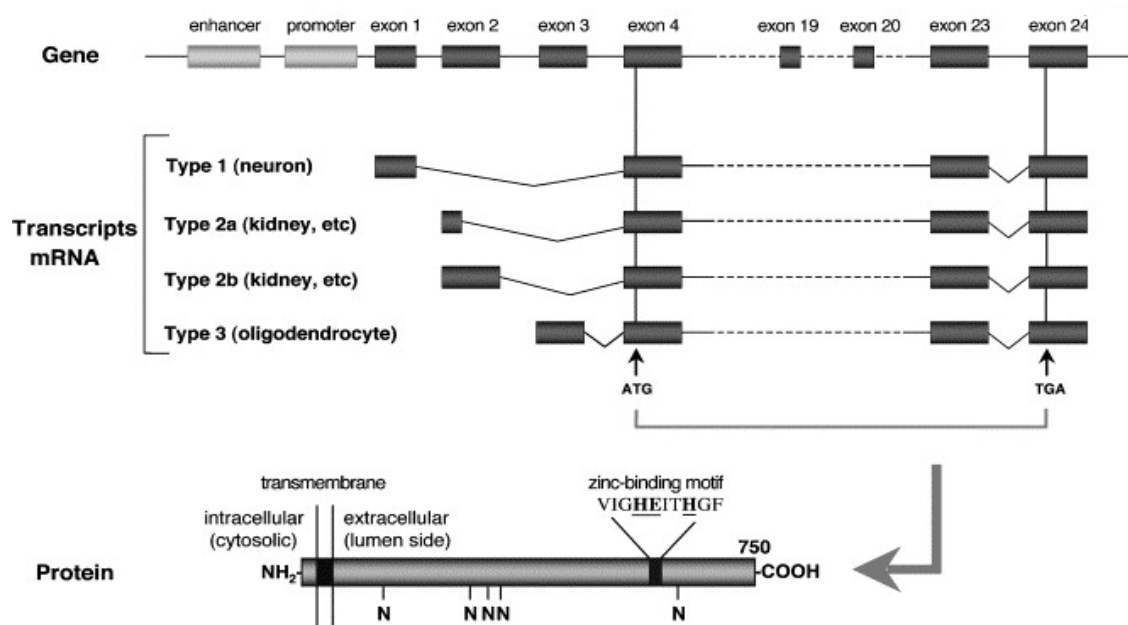 enhancer promoter exon 1 exon 2 exon 3 exon 4 exon 19 exon 20 exon 23 exon 24
Gene
Type 1 (neuron)
Type 2a (kidney, etc)
Transcripts
mRNA
Type 2b (kidney, etc)
Type 3 (oligodendrocyte)
ATG TGA
transmembrane
zinc-binding motif
VIGHEITHGF
intracellular
(cytosolic)
extracellular
(lumen side)
750
Protein
NH2 COOH
N N N N N